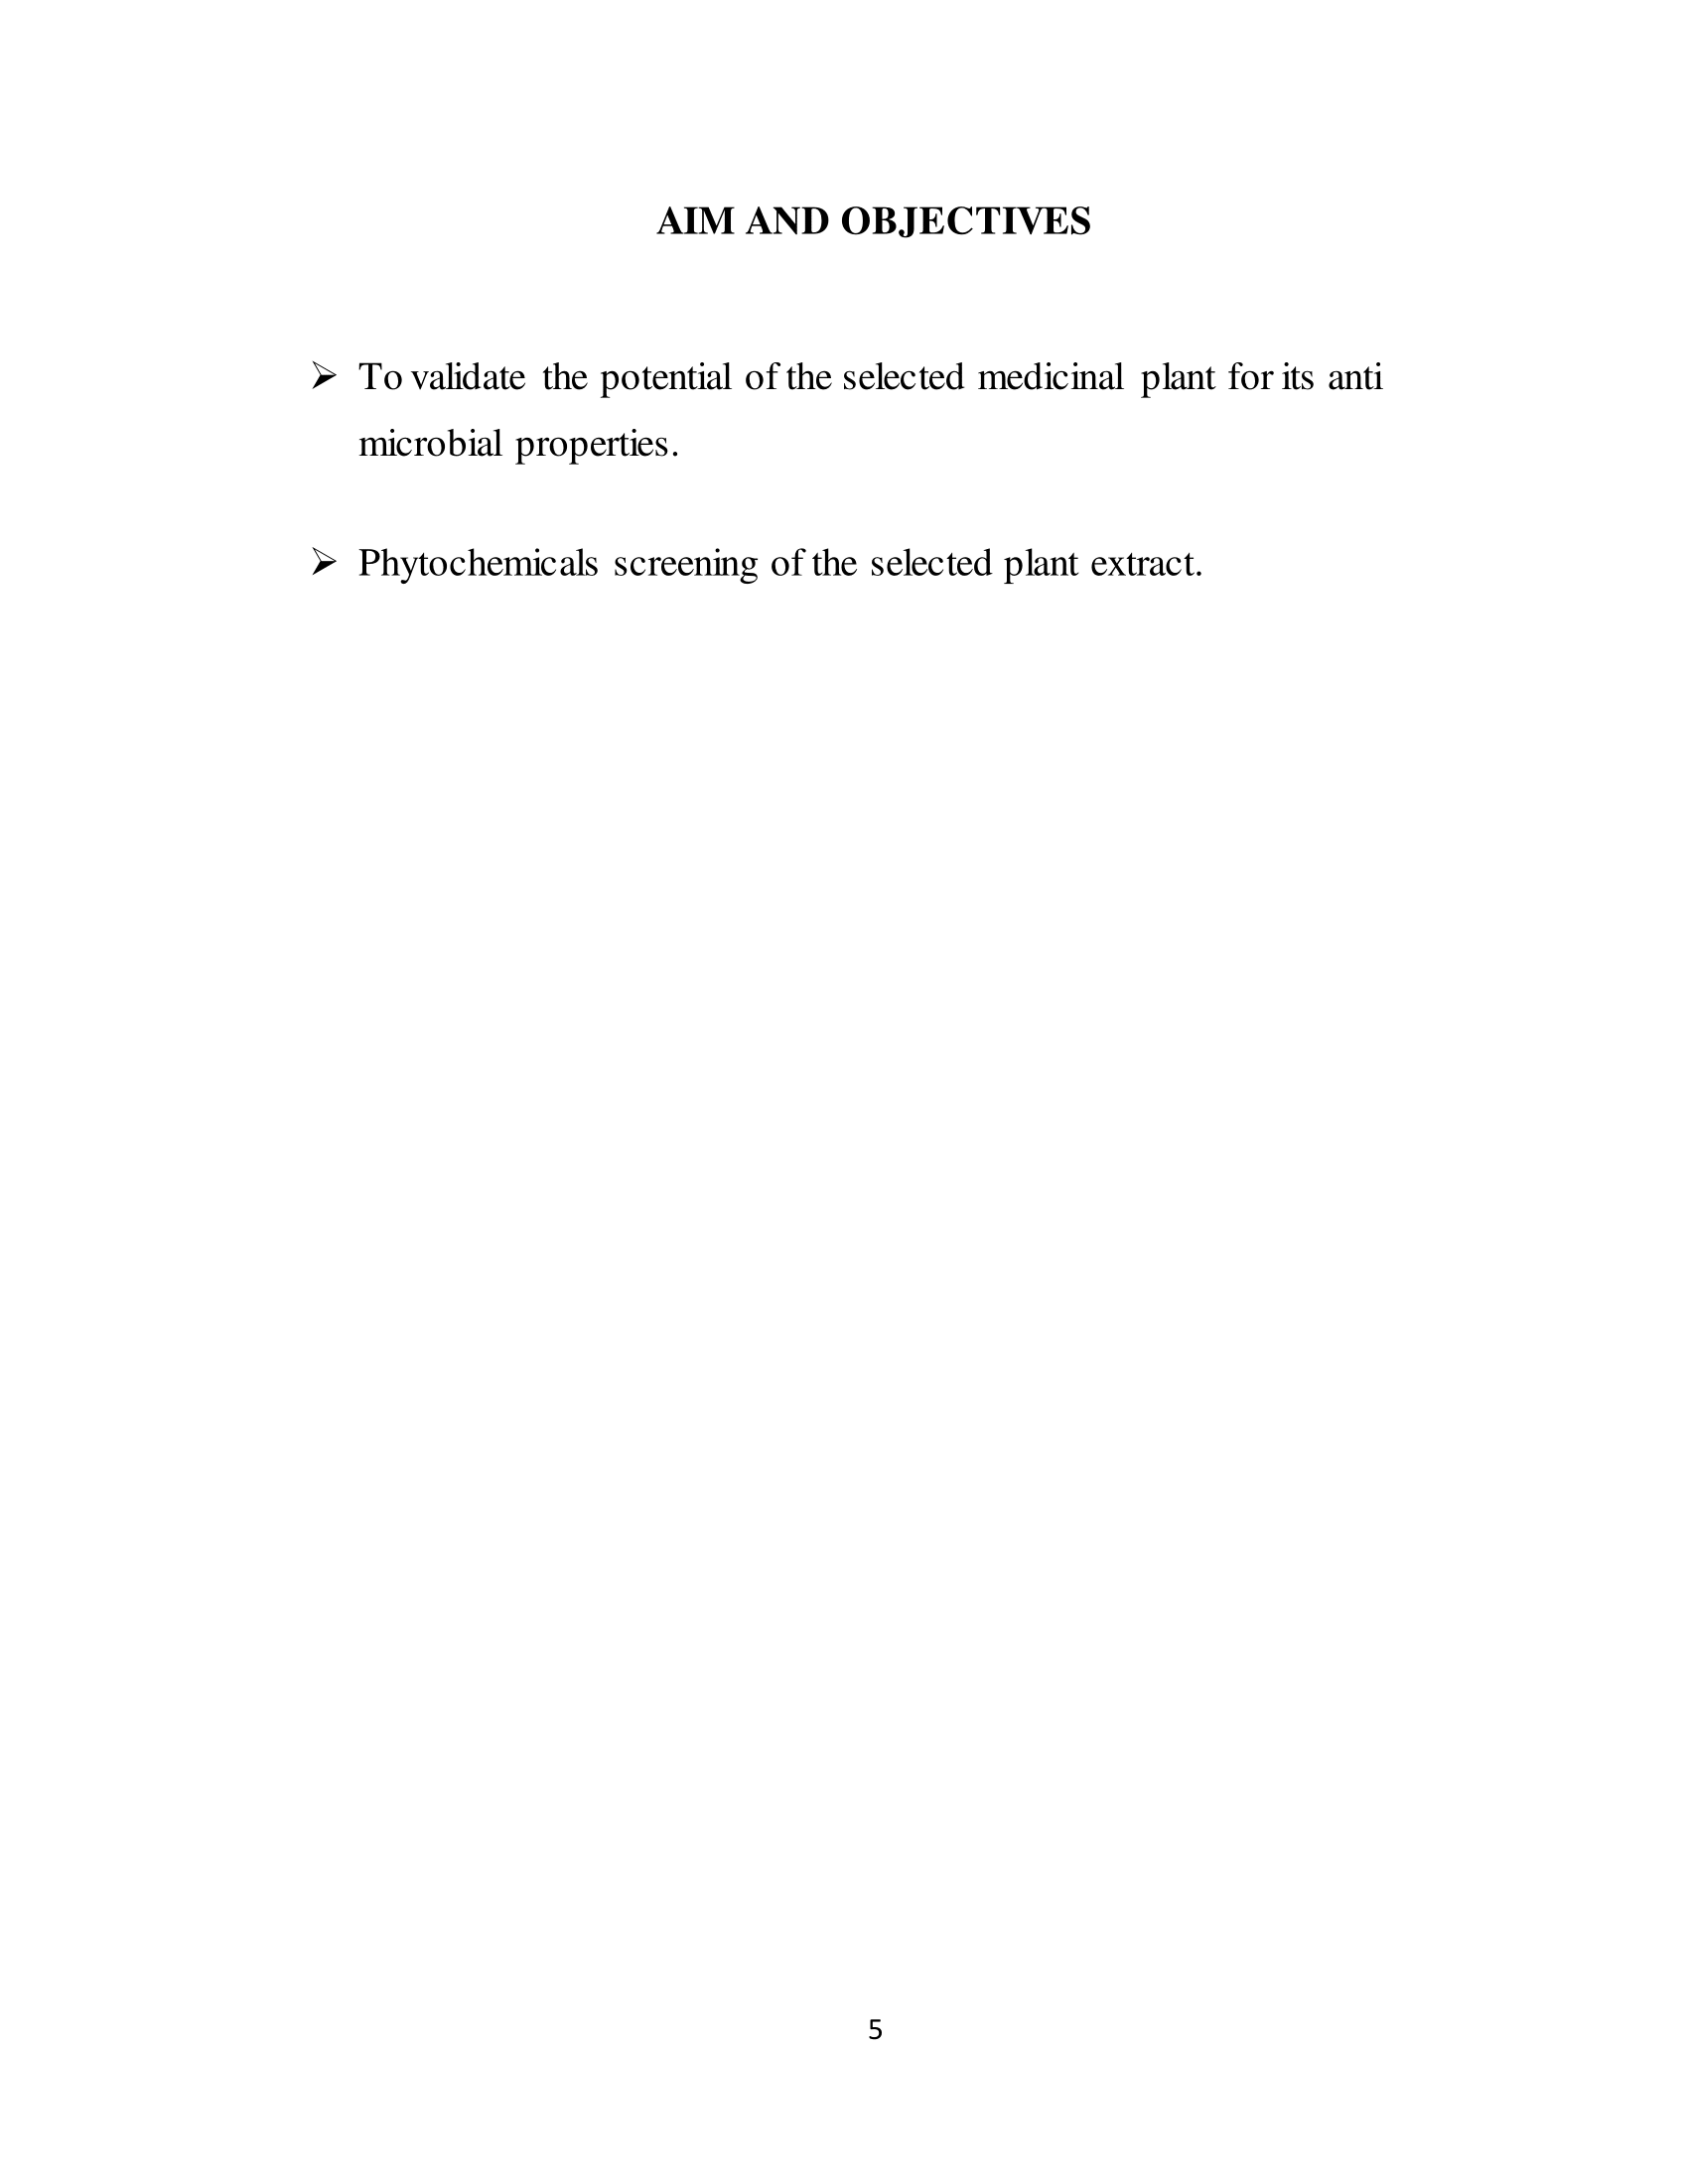 AIM AND OBJECTIVES
➢ To validate the potential of the selected medicinal plant for its anti
microbial properties.
➢ Phytochemicals screening of the selected plant extract.
5